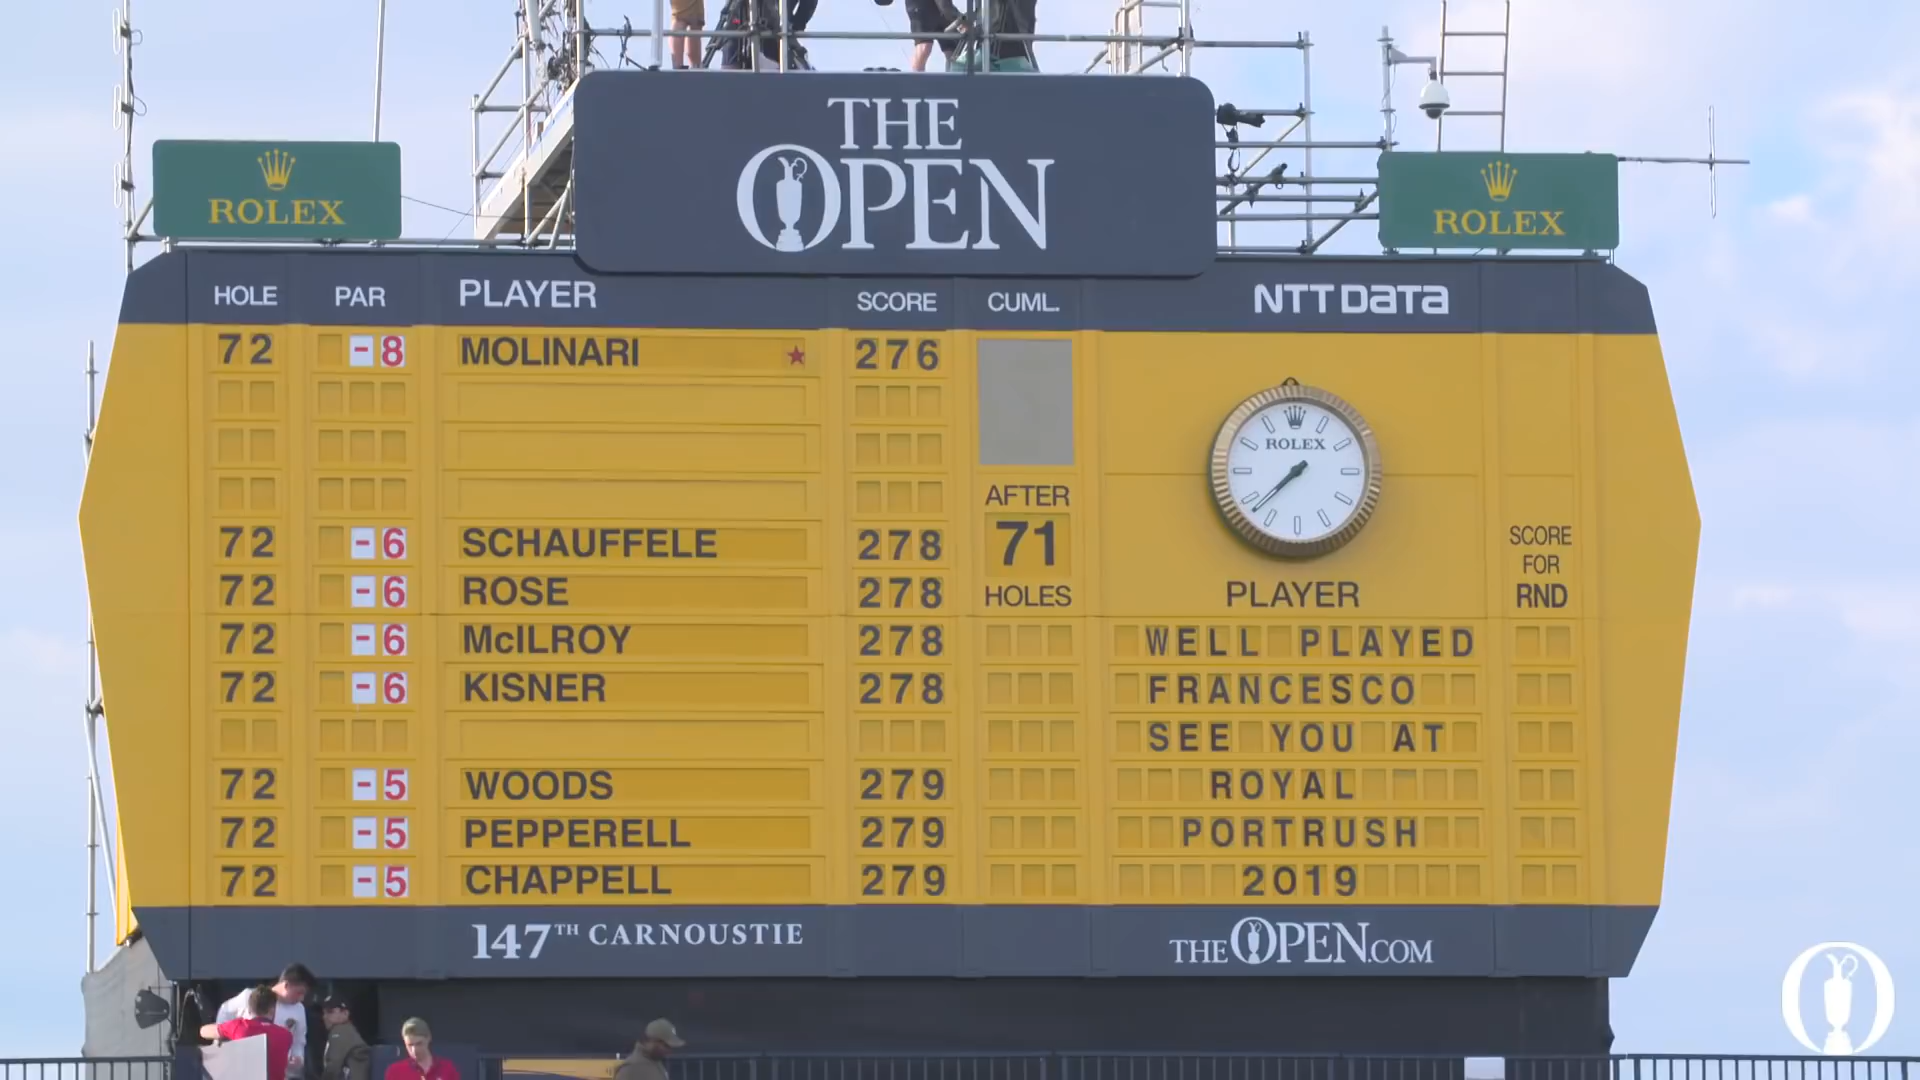 THE
OPEN
ROLEX
ROLEX
HOLE PAR PLAYER SCORE CUML. NTT DATA
72 -8 MOLINARI ★ 276
ROLEX
72 -6 SCHAUFFELE 278
72 -6 ROSE 278
72 -6 McILROY 278
72 -6 KISNER 278
72 -5 WOODS 279
72 -5 PEPPERELL 279
72 -5 CHAPPELL 279
AFTER
71
HOLES
PLAYER
SCORE
FOR
RND
WELL PLAYED
FRANCESCO
SEE YOU AT
ROYAL
PORTRUSH
2019
147TH CARNOUSTIE
THEOPEN.COM